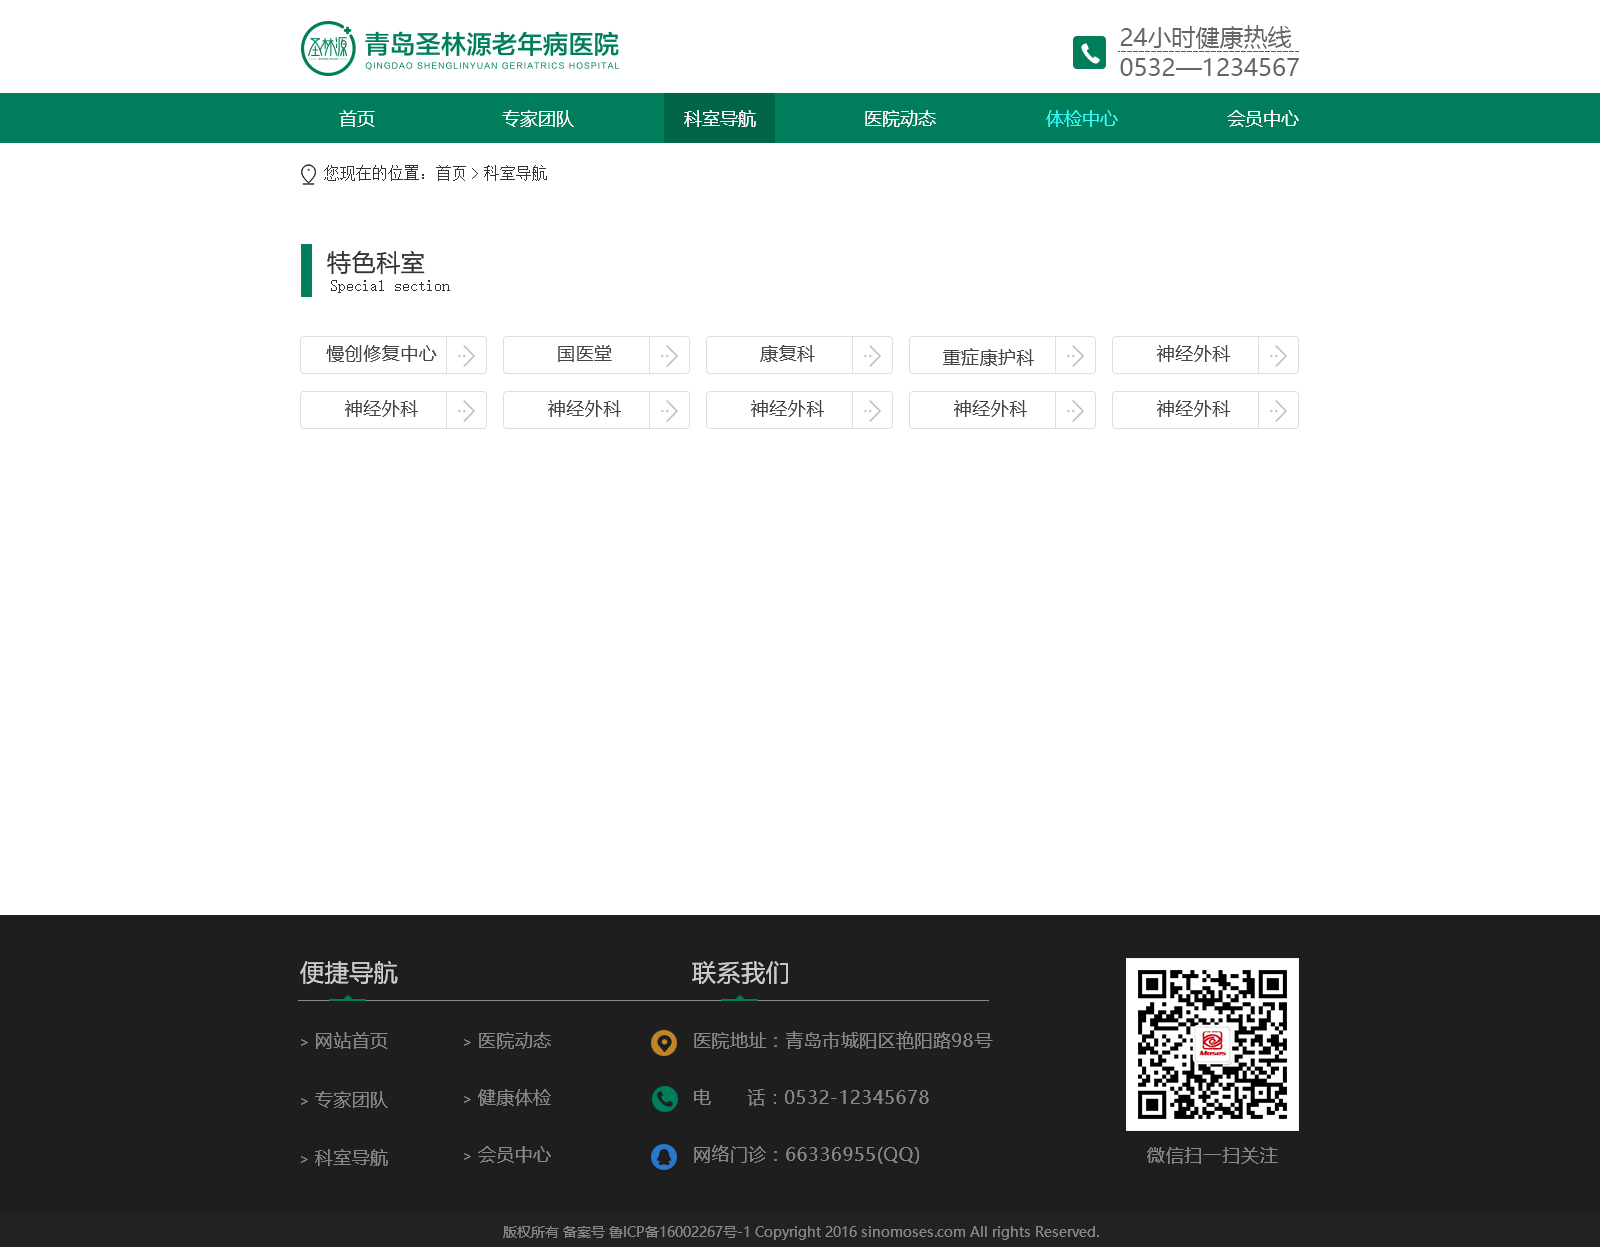 圣林源
青岛圣林源老年病医院
QINGDAO SHENGLINYUAN GERIATRICS HOSPITAL
24小时健康热线
0532—1234567
首页 专家团队 科室导航 医院动态 体检中心 会员中心
您现在的位置：首页 > 科室导航
特色科室
Special section
慢创修复中心 国医堂 康复科 重症康护科 神经外科
神经外科 神经外科 神经外科 神经外科 神经外科
便捷导航 联系我们
> 网站首页 > 医院动态 医院地址：青岛市城阳区艳阳路98号
> 专家团队 > 健康体检 电 话：0532-12345678
> 科室导航 > 会员中心 网络门诊：66336955(QQ)
Moses
微信扫一扫关注
版权所有 备案号 鲁ICP备16002267号-1 Copyright 2016 sinomoses.com All rights Reserved.